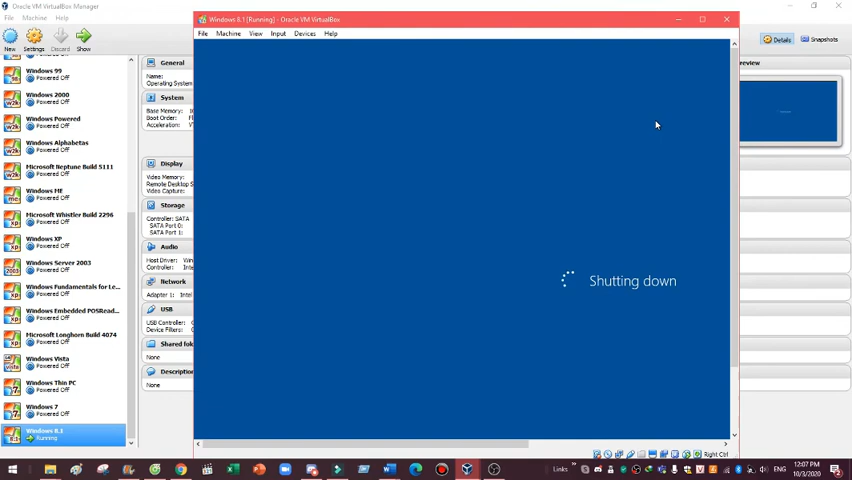 Oracle VM VirtualBox Manager
File Machine Help
New Settings Discard Show
Details Snapshots
Windows 99
Powered Off
Windows 2000
Powered Off
Windows Powered
Powered Off
Windows Alphabetas
Powered Off
Microsoft Neptune Build 5111
Powered Off
Windows ME
Powered Off
Microsoft Whistler Build 2296
Powered Off
Windows XP
Powered Off
Windows Server 2003
Powered Off
Windows Fundamentals for Le...
Powered Off
Windows Embedded POSRead...
Powered Off
Microsoft Longhorn Build 4074
Powered Off
Windows Vista
Powered Off
Windows Thin PC
Powered Off
Windows 7
Powered Off
Windows 8.1
Running
General
Name:
Operating System
System
Base Memory:
Boot Order:
Acceleration:
Display
Video Memory:
Remote Desktop S
Video Capture:
Storage
Controller: SATA
SATA Port 0:
SATA Port 1:
Audio
Host Driver: Win
Controller:
Network
Adapter 1: Intel
USB
USB Controller:
Device Filters:
Shared fol
None
Descriptio
None
Windows 8.1 [Running] - Oracle VM VirtualBox
File Machine View Input Devices Help
Shutting down
Right Ctrl
review
Links
ENG
12:07 PM
10/3/2020